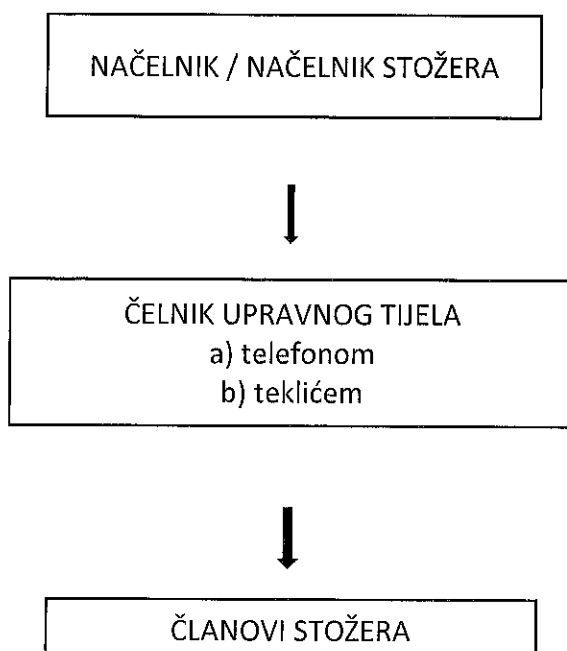 NAČELNIK / NAČELNIK STOŽERA
ČELNIK UPRAVNOG TIJELA
a) telefonom
b) teklićem
ČLANOVI STOŽERA